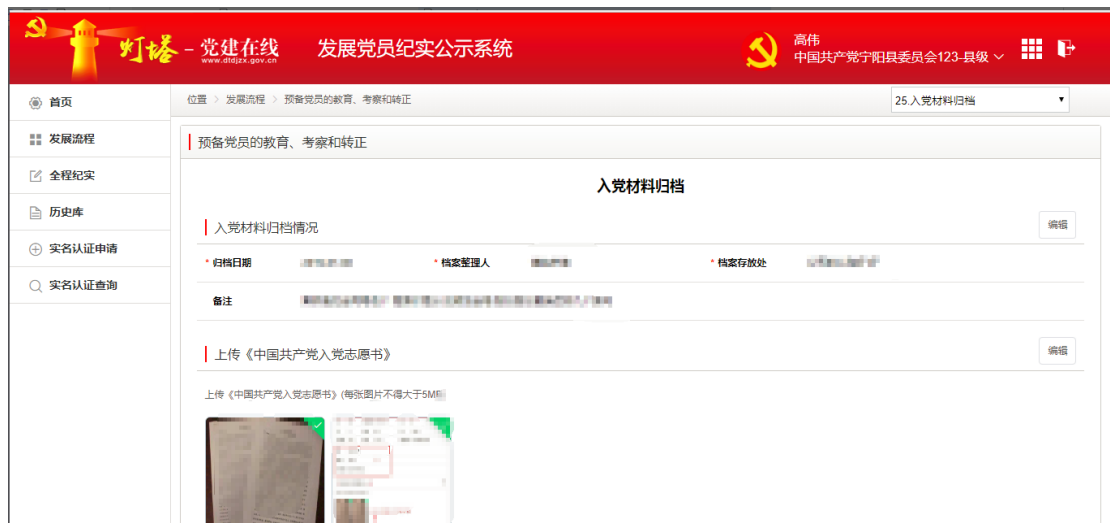 灯塔 - 党建在线
www.dtdjzx.gov.cn
发展党员纪实公示系统
高伟
中国共产党宁阳县委员会123-县级
首页
发展流程
全程纪实
历史库
实名认证申请
实名认证查询
位置 > 发展流程 > 预备党员的教育、考察和转正
25.入党材料归档
预备党员的教育、考察和转正
入党材料归档
入党材料归档情况
编辑
* 归档日期
* 档案整理人
* 档案存放处
备注
上传《中国共产党入党志愿书》
编辑
上传《中国共产党入党志愿书》(每张图片不得大于5MB